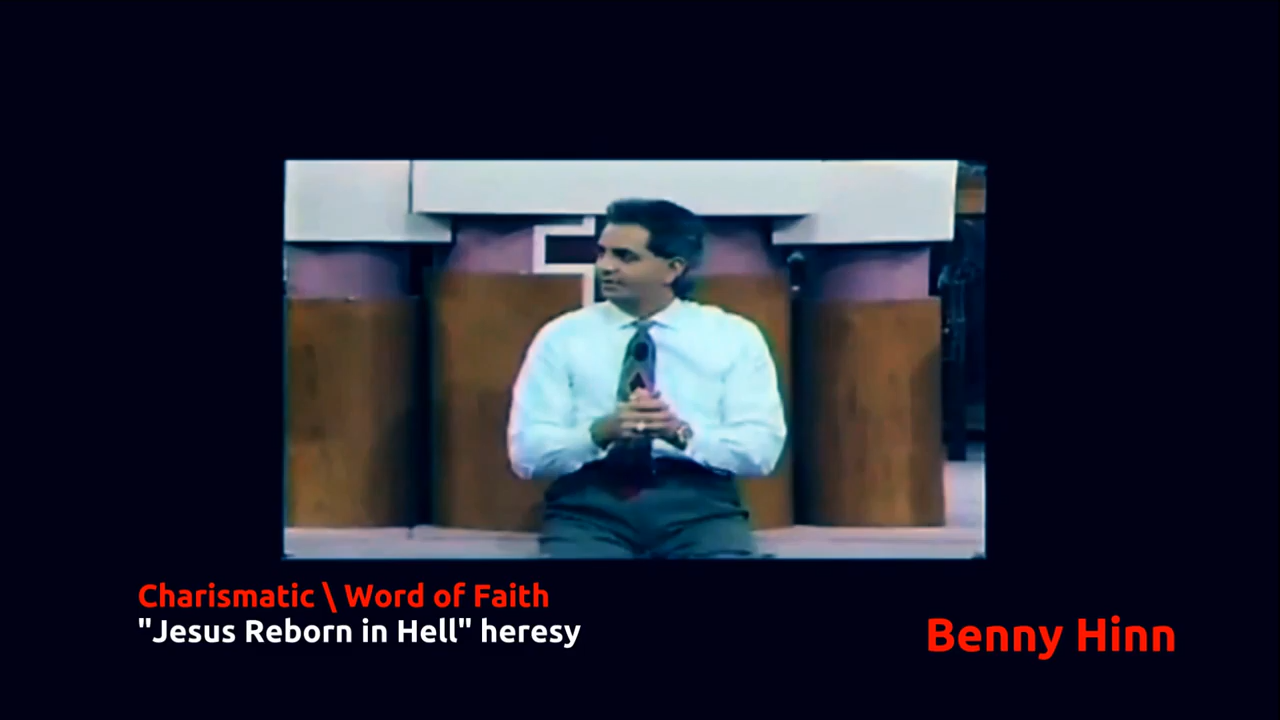 Charismatic \ Word of Faith
"Jesus Reborn in Hell" heresy
Benny Hinn